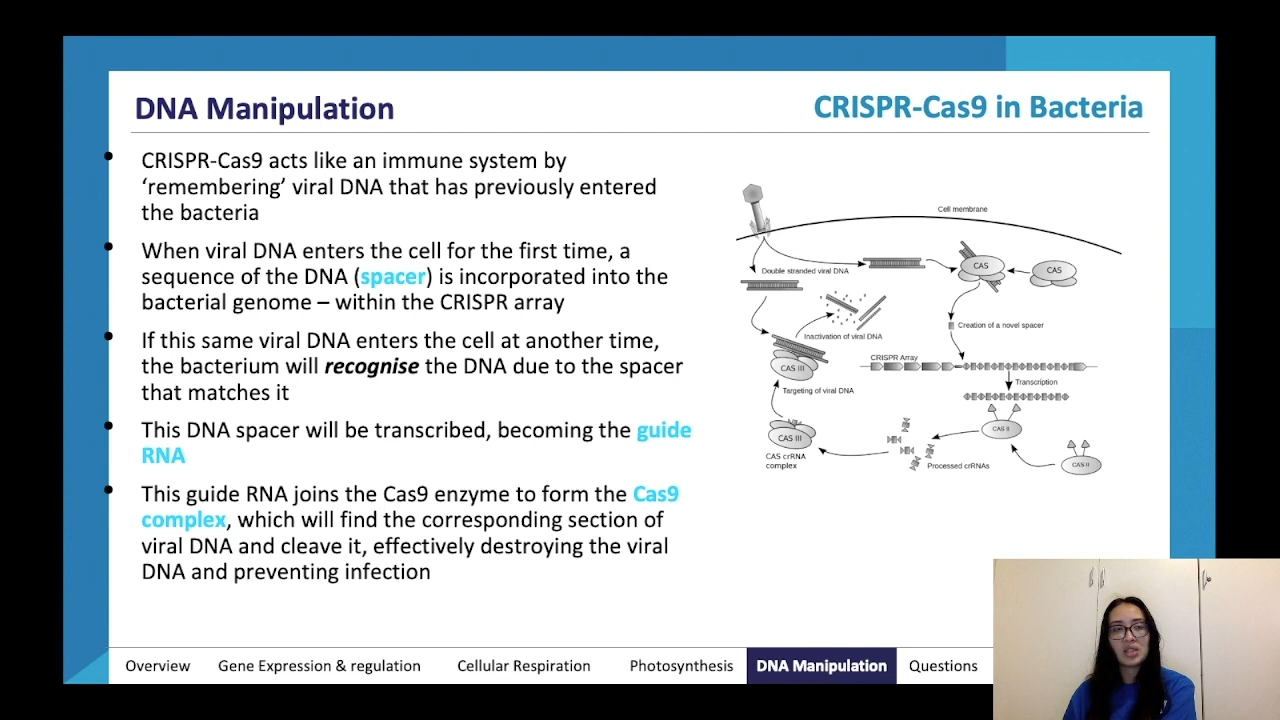 DNA Manipulation
CRISPR-Cas9 in Bacteria
• CRISPR-Cas9 acts like an immune system by
‘remembering’ viral DNA that has previously entered
the bacteria
• When viral DNA enters the cell for the first time, a
sequence of the DNA (spacer) is incorporated into the
bacterial genome – within the CRISPR array
• If this same viral DNA enters the cell at another time,
the bacterium will recognise the DNA due to the spacer
that matches it
• This DNA spacer will be transcribed, becoming the guide
RNA
• This guide RNA joins the Cas9 enzyme to form the Cas9
complex, which will find the corresponding section of
viral DNA and cleave it, effectively destroying the viral
DNA and preventing infection
Cell membrane
Double stranded viral DNA
CAS
CAS
Inactivation of viral DNA
Creation of a novel spacer
CRISPR Array
CAS III
Transcription
Targeting of viral DNA
CAS II
CAS III
CAS crRNA
complex
Processed crRNAs
CAS II
Overview
Gene Expression & regulation
Cellular Respiration
Photosynthesis
DNA Manipulation
Questions